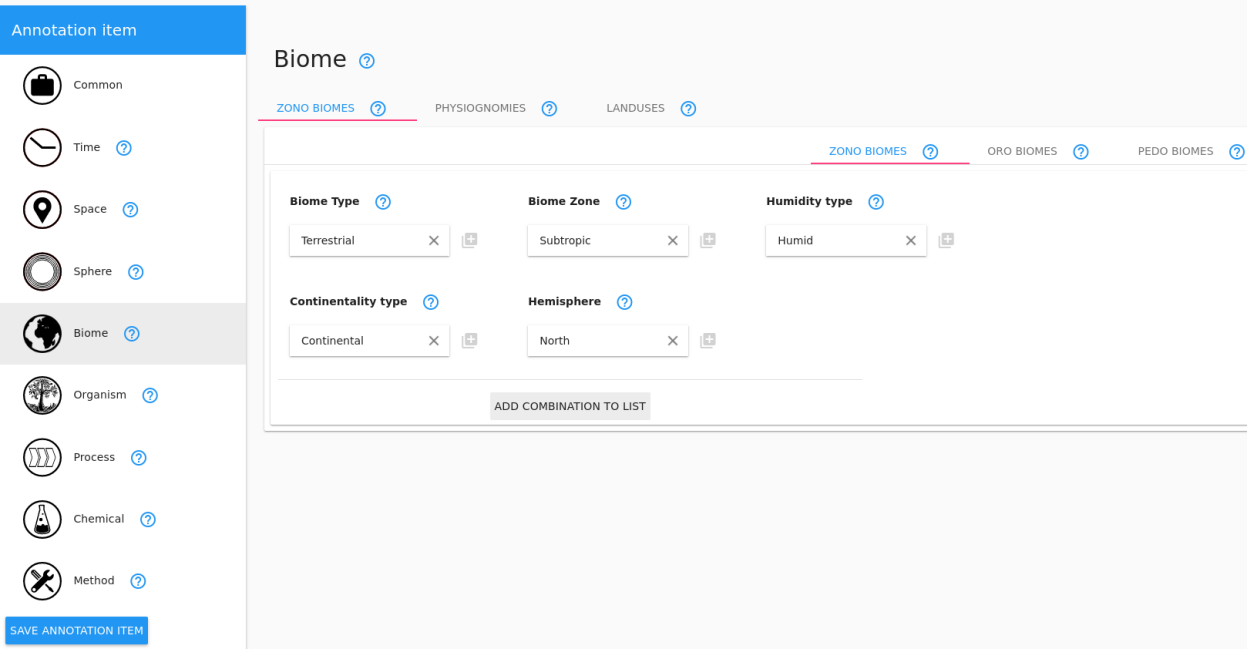 Annotation item
Common
Time
Space
Sphere
Biome
Organism
Process
Chemical
Method
SAVE ANNOTATION ITEM
Biome
ZONO BIOMES PHYSIOGNOMIES LANDUSES
ZONO BIOMES ORO BIOMES PEDO BIOMES
Biome Type Biome Zone Humidity type
Terrestrial Subtropic Humid
Continentality type Hemisphere
Continental North
ADD COMBINATION TO LIST